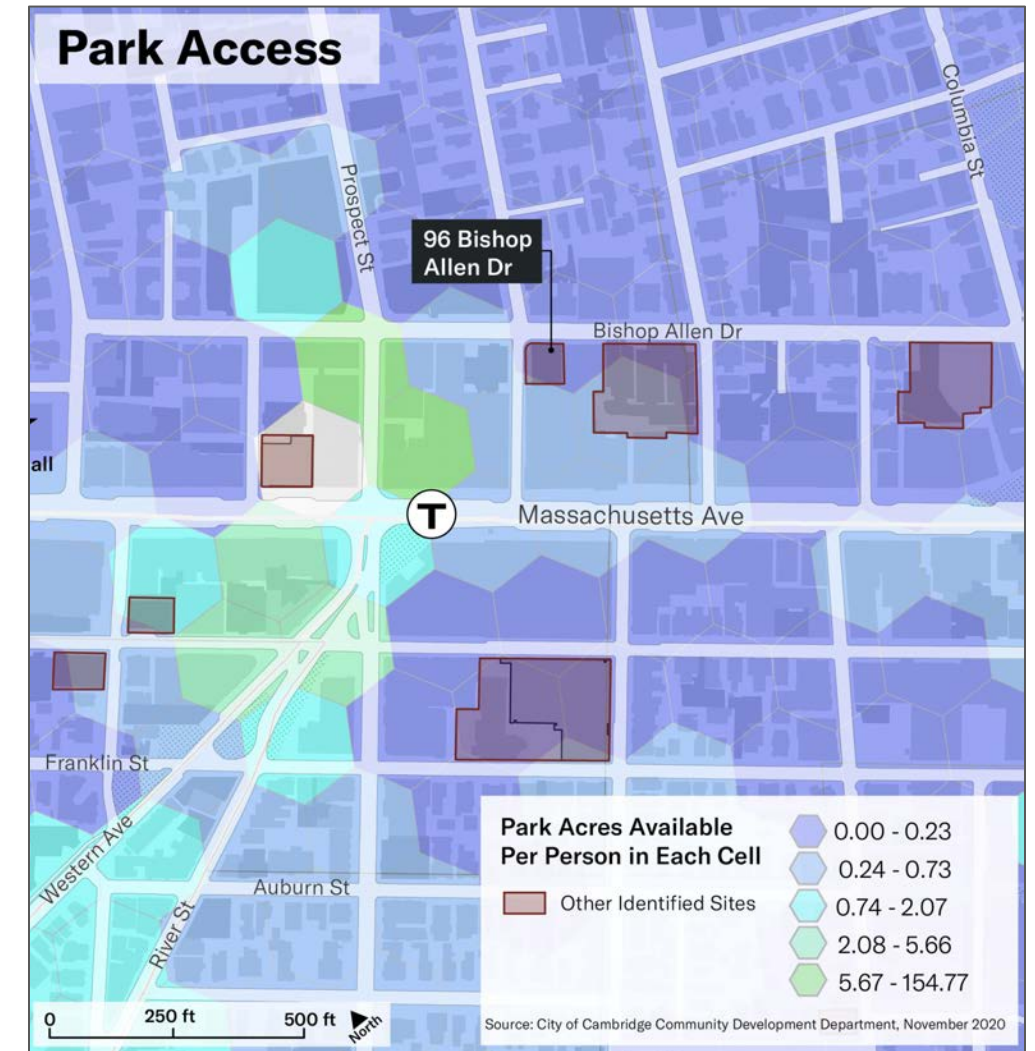 Park Access
Columbia St
Prospect St
96 Bishop
Allen Dr
Bishop Allen Dr
all
T
Massachusetts Ave
Franklin St
Western Ave
River St
Auburn St
Park Acres Available
Per Person in Each Cell
Other Identified Sites
0.00 - 0.23
0.24 - 0.73
0.74 - 2.07
2.08 - 5.66
5.67 - 154.77
0 250 ft 500 ft North
Source: City of Cambridge Community Development Department, November 2020